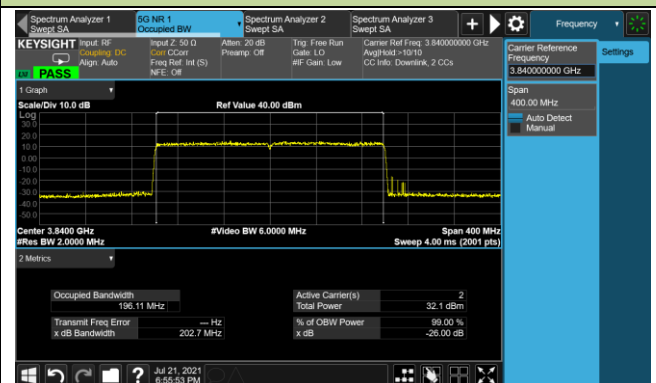 Spectrum Analyzer 1
Swept SA
5G NR 1
Occupied BW
Spectrum Analyzer 2
Swept SA
Spectrum Analyzer 3
Swept SA
Frequency
KEYSIGHT
Input: RF
Coupling: DC
Align: Auto
Input Z: 50 Ω
Corr CCorr
Freq Ref: Int (S)
NFE: Off
Atten: 20 dB
Preamp: Off
Trig: Free Run
Gate: LO
#IF Gain: Low
Carrier Ref Freq: 3.840000000 GHz
Avg|Hold:>10/10
CC Info: Downlink, 2 CCs
LM PASS
Carrier Reference
Frequency
3.840000000 GHz
Settings
Span
400.00 MHz
Auto Detect
Manual
1 Graph
Scale/Div 10.0 dB
Ref Value 40.00 dBm
Log
30.0
20.0
10.0
0.00
-10.0
-20.0
-30.0
-40.0
-50.0
Center 3.8400 GHz
#Video BW 6.0000 MHz
Span 400 MHz
#Res BW 2.0000 MHz
Sweep 4.00 ms (2001 pts)
2 Metrics
Occupied Bandwidth
196.11 MHz
Active Carrier(s) 2
Total Power 32.1 dBm
Transmit Freq Error --- Hz
x dB Bandwidth 202.7 MHz
% of OBW Power 99.00 %
x dB -26.00 dB
?
Jul 21, 2021
6:55:53 PM